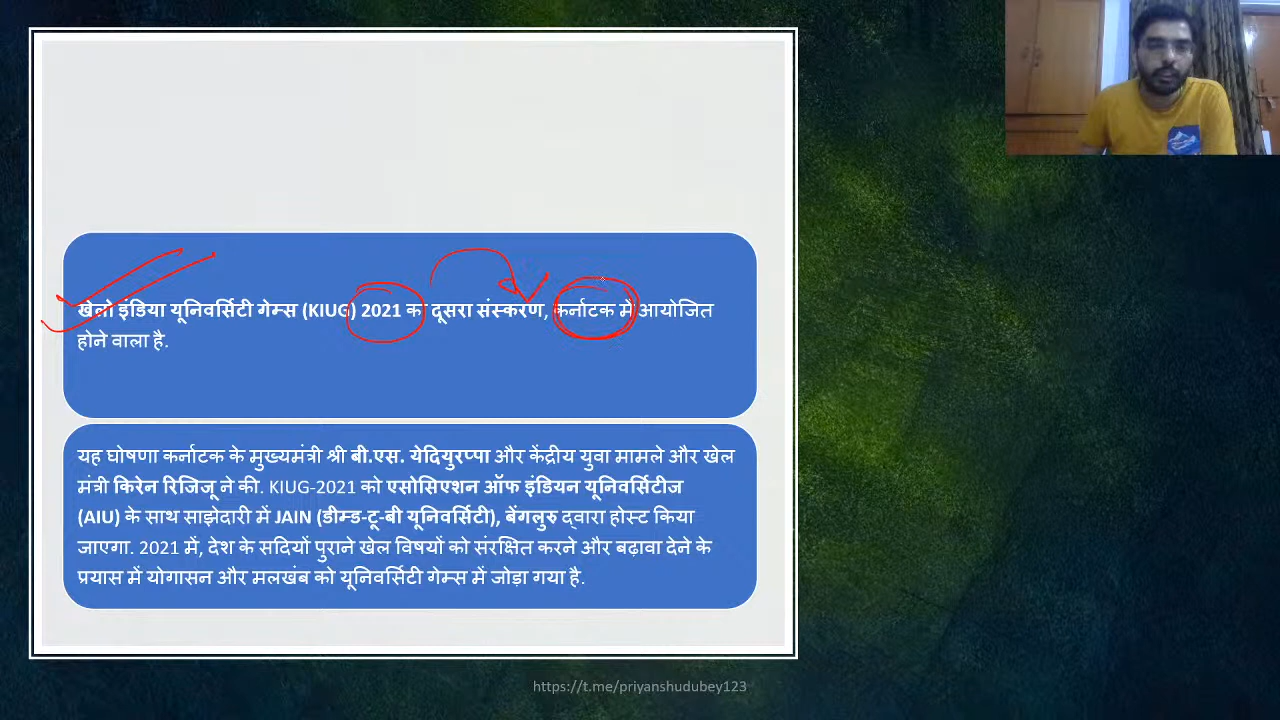 खेलो इंडिया यूनिवर्सिटी गेम्स (KIUG) 2021 का दूसरा संस्करण, कर्नाटक में आयोजित
होने वाला है.
यह घोषणा कर्नाटक के मुख्यमंत्री श्री बी.एस. येदियुरप्पा और केंद्रीय युवा मामले और खेल
मंत्री किरेन रिजिजू ने की. KIUG-2021 को एसोसिएशन ऑफ इंडियन यूनिवर्सिटीज
(AIU) के साथ साझेदारी में JAIN (डीम्ड-टू-बी यूनिवर्सिटी), बेंगलुरु द्वारा होस्ट किया
जाएगा. 2021 में, देश के सदियों पुराने खेल विषयों को संरक्षित करने और बढ़ावा देने के
प्रयास में योगासन और मलखंब को यूनिवर्सिटी गेम्स में जोड़ा गया है.
https://t.me/priyanshudubey123